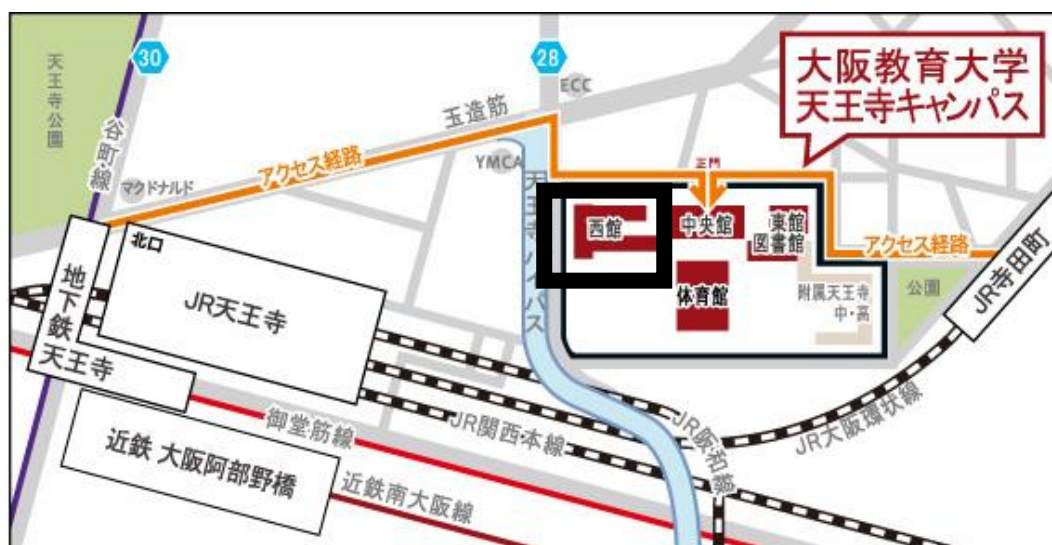 30
28
天王寺公園
谷町線
マクドナルド
アクセス経路
玉造筋
ECC
YMCA
大阪教育大学
天王寺キャンパス
正門
西館
中央館
東館
図書館
体育館
附属天王寺
中・高
アクセス経路
公園
JR寺田町
天王寺バイパス
北口
JR天王寺
地下鉄
天王寺
御堂筋線
JR関西本線
JR阪和線
JR大阪環状線
近鉄 大阪阿部野橋
近鉄南大阪線